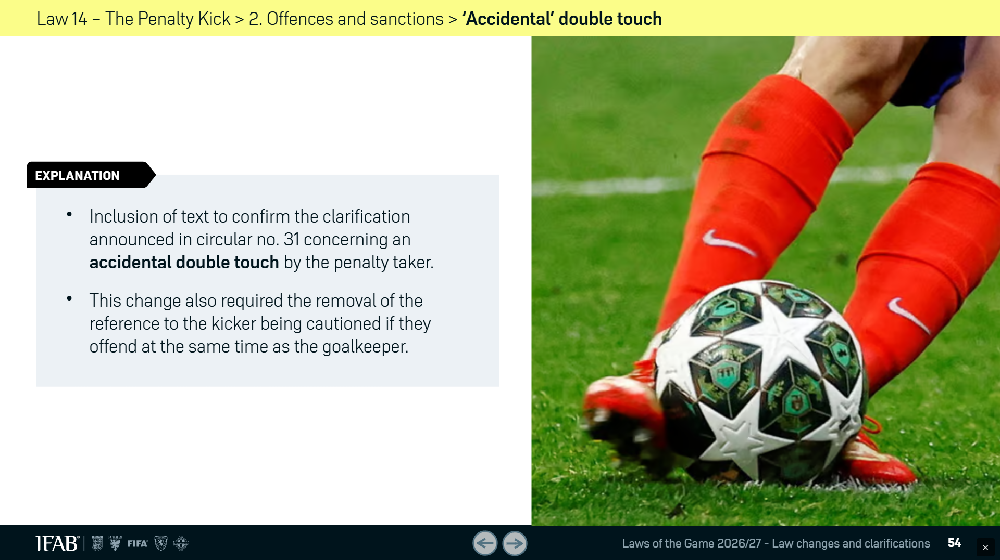 Law 14 – The Penalty Kick > 2. Offences and sanctions > ‘Accidental’ double touch
EXPLANATION
• Inclusion of text to confirm the clarification
announced in circular no. 31 concerning an
accidental double touch by the penalty taker.
• This change also required the removal of the
reference to the kicker being cautioned if they
offend at the same time as the goalkeeper.
IFAB
FA WALES
FIFA
Laws of the Game 2026/27 - Law changes and clarifications
54